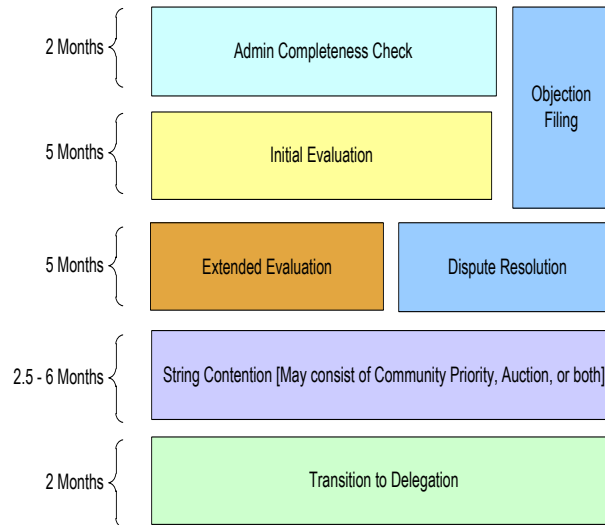 2 Months
Admin Completeness Check
Objection
Filing
5 Months
Initial Evaluation
5 Months
Extended Evaluation
Dispute Resolution
2.5 - 6 Months
String Contention [May consist of Community Priority, Auction, or both]
2 Months
Transition to Delegation